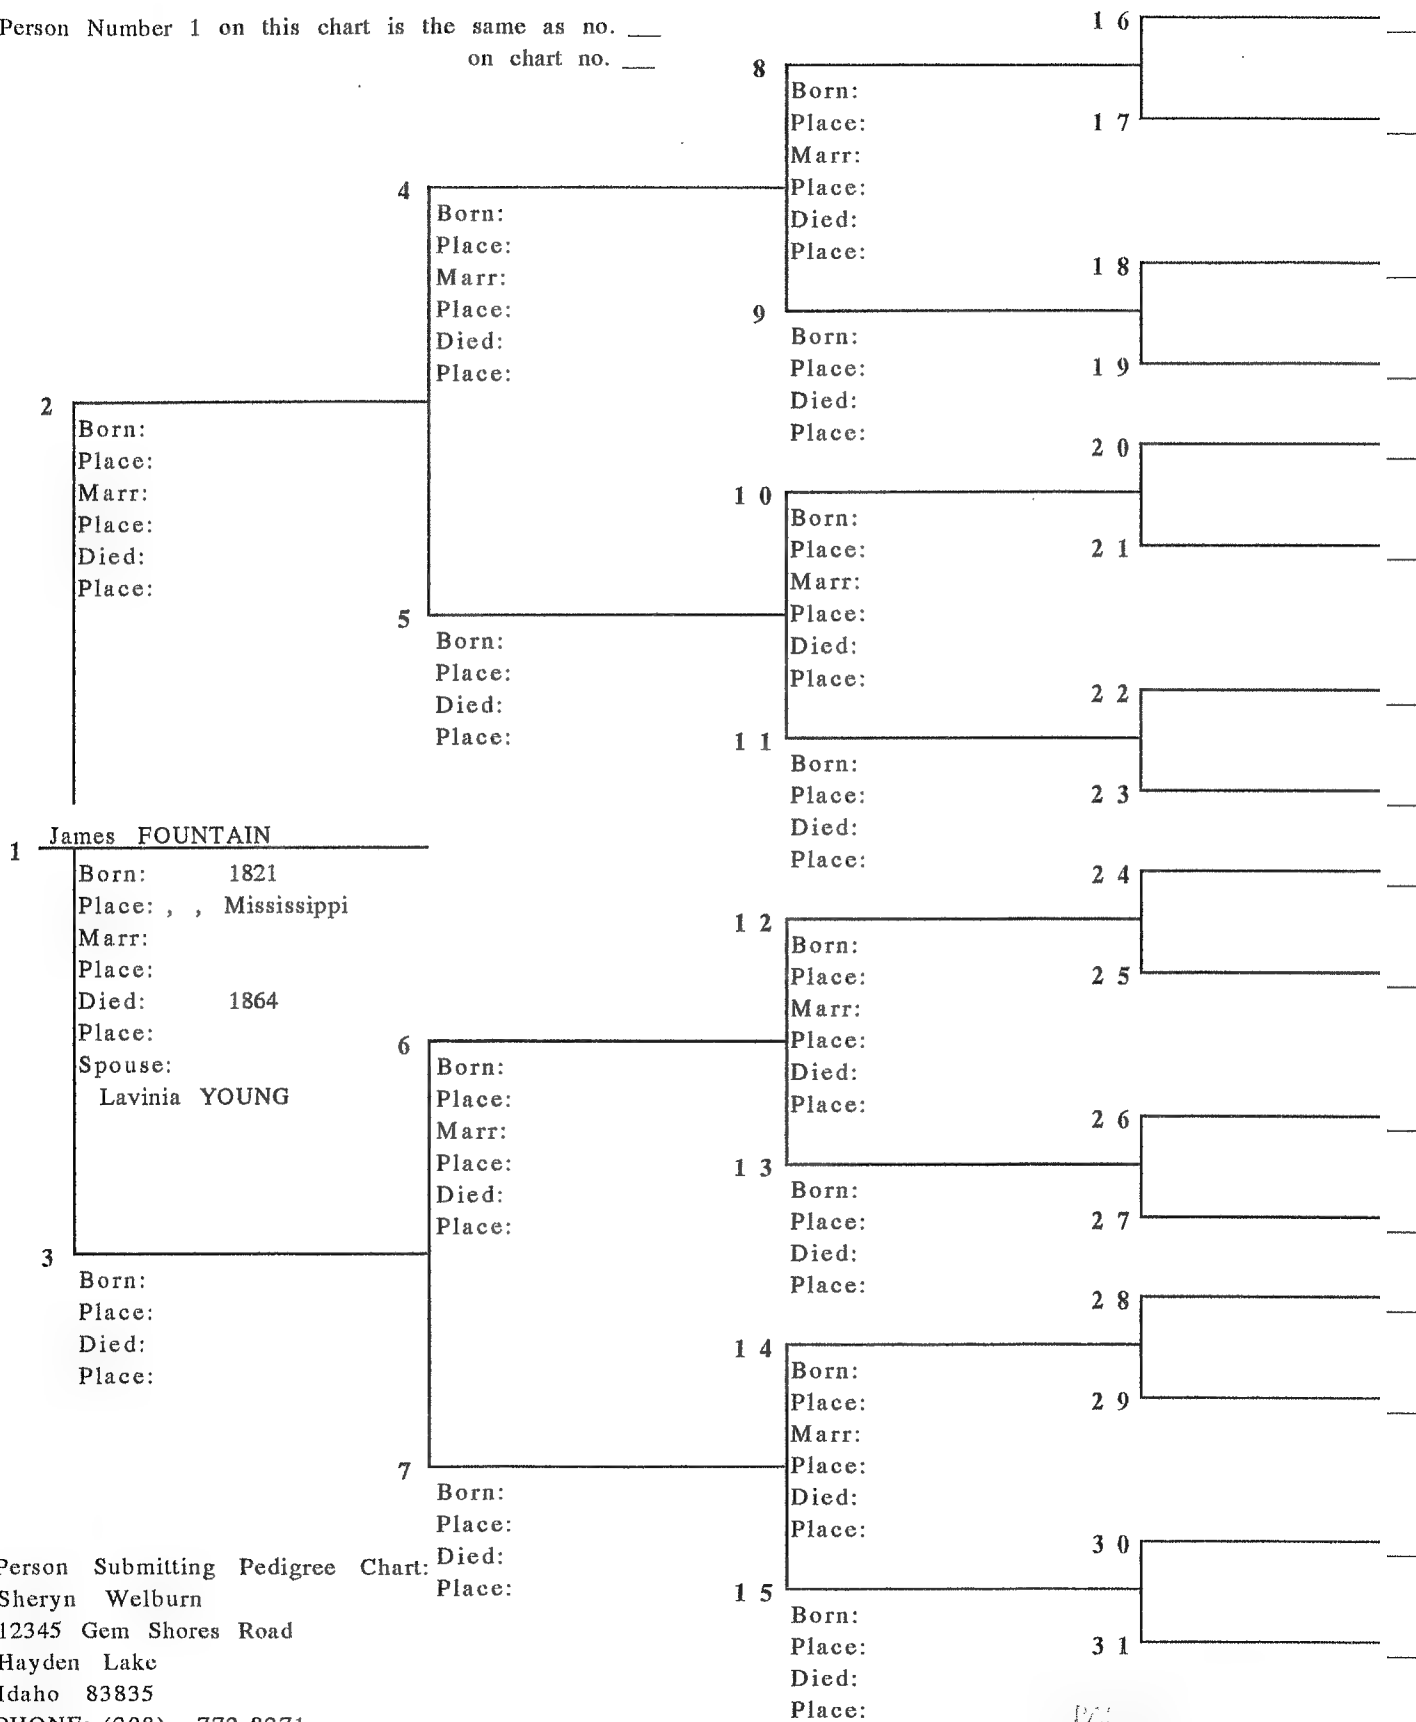 Person Number 1 on this chart is the same as no. __
on chart no. __
16
8
Born:
Place:
17
Marr:
Place:
Died:
Place:
4
Born:
Place:
Marr:
Place:
Died:
Place:
18
9
Born:
Place:
19
Died:
Place:
2
Born:
Place:
Marr:
Place:
Died:
Place:
20
10
Born:
Place:
21
Marr:
Place:
Died:
Place:
5
Born:
Place:
Died:
Place:
22
11
Born:
Place:
23
Died:
Place:
1 James FOUNTAIN
Born: 1821
Place: , , Mississippi
Marr:
Place:
Died: 1864
Place:
Spouse:
Lavinia YOUNG
24
12
Born:
Place:
25
Marr:
Place:
Died:
Place:
6
Born:
Place:
Marr:
Place:
Died:
Place:
26
13
Born:
Place:
27
Died:
Place:
3
Born:
Place:
Died:
Place:
28
14
Born:
Place:
29
Marr:
Place:
Died:
Place:
7
Born:
Place:
Died:
Place:
30
15
Born:
Place:
31
Died:
Place:
Person Submitting Pedigree Chart:
Sheryn Welburn
12345 Gem Shores Road
Hayden Lake
Idaho 83835